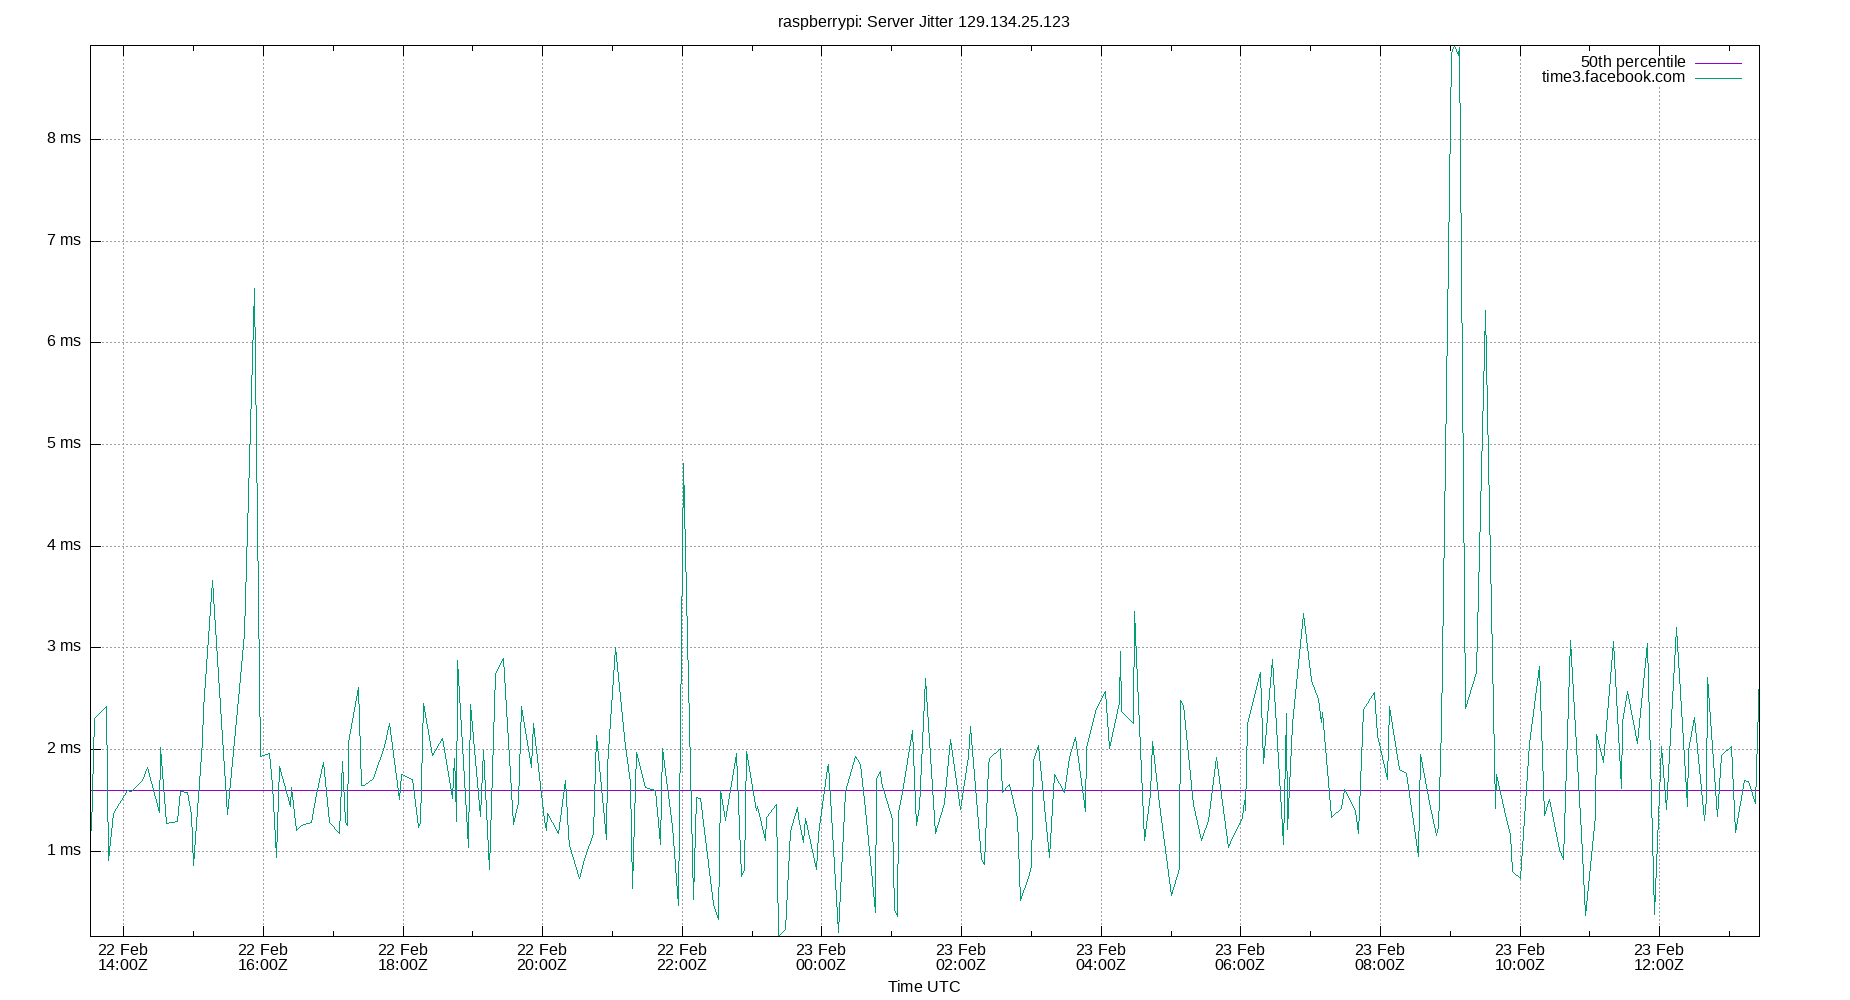 raspberrypi: Server Jitter 129.134.25.123
50th percentile
time3.facebook.com
8 ms
7 ms
6 ms
5 ms
4 ms
3 ms
2 ms
1 ms
22 Feb 22 Feb 22 Feb 22 Feb 22 Feb 23 Feb 23 Feb 23 Feb 23 Feb 23 Feb 23 Feb 23 Feb
14:00Z 16:00Z 18:00Z 20:00Z 22:00Z 00:00Z 02:00Z 04:00Z 06:00Z 08:00Z 10:00Z 12:00Z
Time UTC